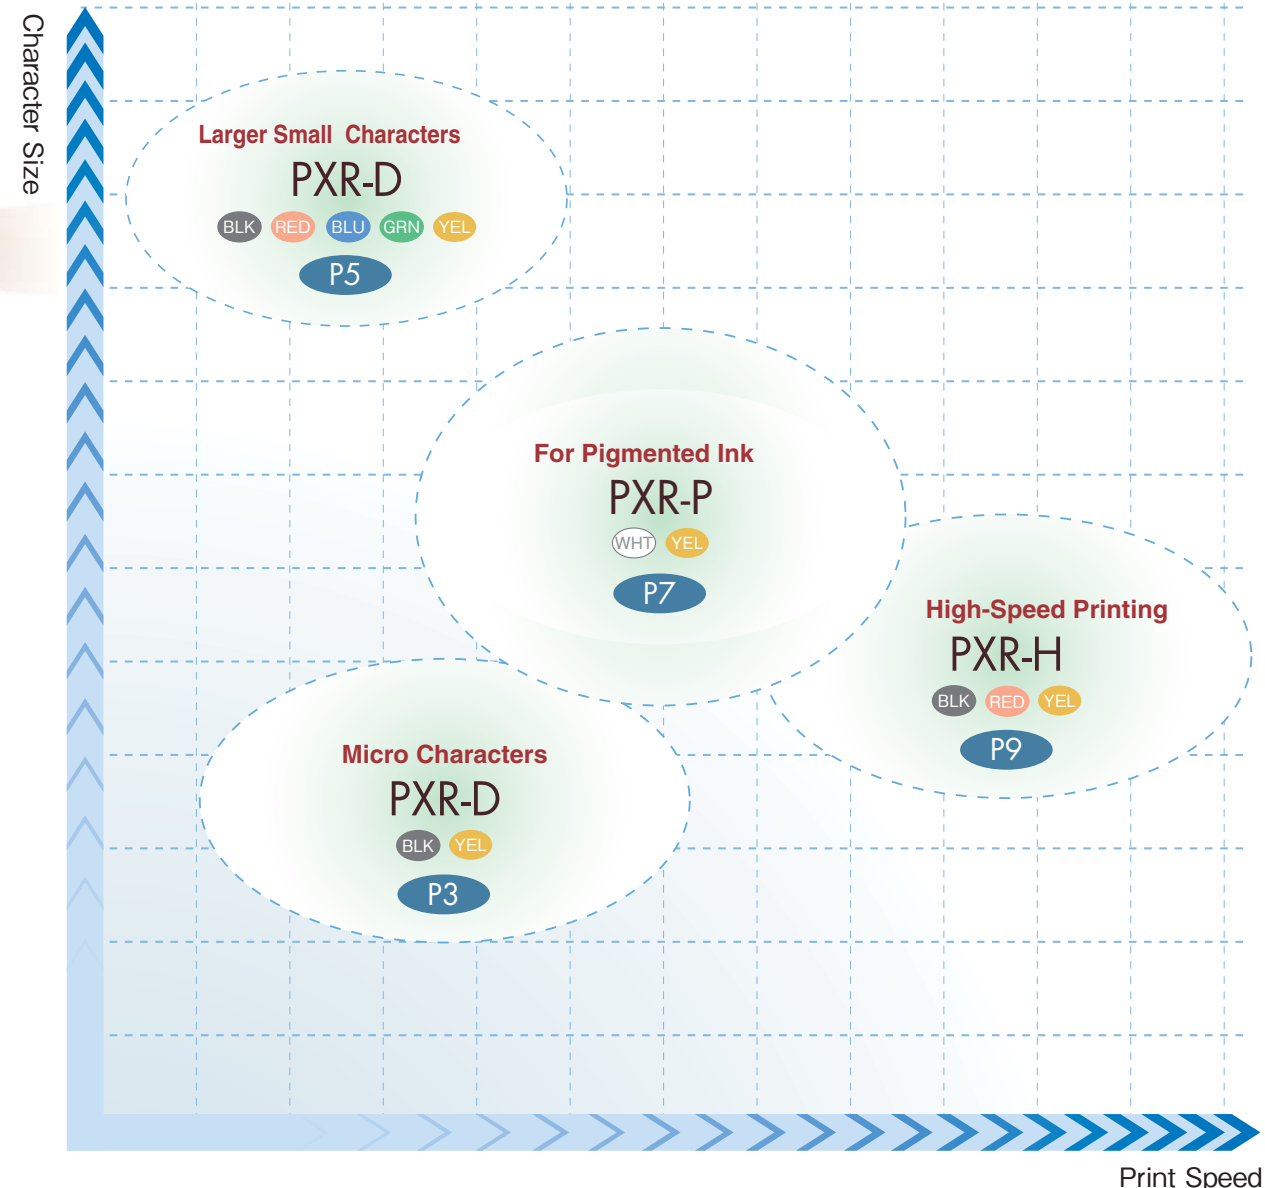 Character Size
Larger Small Characters
PXR-D
BLK RED BLU GRN YEL
P5
For Pigmented Ink
PXR-P
WHT YEL
P7
High-Speed Printing
PXR-H
BLK RED YEL
P9
Micro Characters
PXR-D
BLK YEL
P3
Print Speed